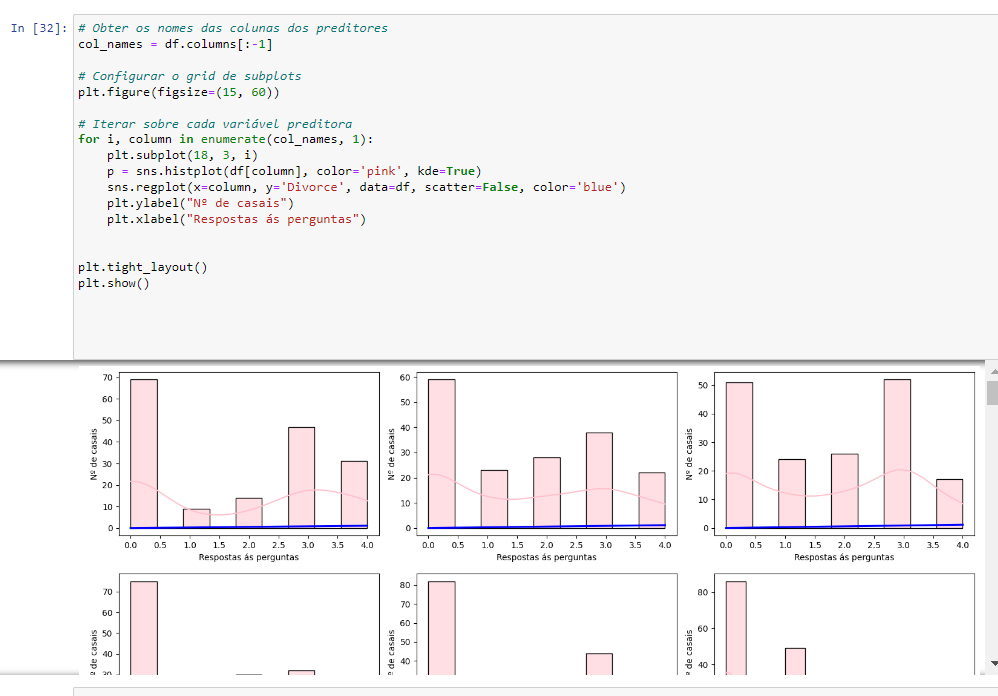 In [32]:
# Obter os nomes das colunas dos preditores
col_names = df.columns[:-1]
# Configurar o grid de subplots
plt.figure(figsize=(15, 60))
# Iterar sobre cada variável preditora
for i, column in enumerate(col_names, 1):
    plt.subplot(18, 3, i)
    p = sns.histplot(df[column], color='pink', kde=True)
    sns.regplot(x=column, y='Divorce', data=df, scatter=False, color='blue')
    plt.ylabel("Nº de casais")
    plt.xlabel("Respostas ás perguntas")
plt.tight_layout()
plt.show()
70
60
50
40
30
20
10
0
Nº de casais
0.0 0.5 1.0 1.5 2.0 2.5 3.0 3.5 4.0
Respostas ás perguntas
60
50
40
30
20
10
0
Nº de casais
0.0 0.5 1.0 1.5 2.0 2.5 3.0 3.5 4.0
Respostas ás perguntas
50
40
30
20
10
0
Nº de casais
0.0 0.5 1.0 1.5 2.0 2.5 3.0 3.5 4.0
Respostas ás perguntas
70
60
50
40
30
º de casais
80
70
60
50
40
º de casais
80
60
40
º de casais